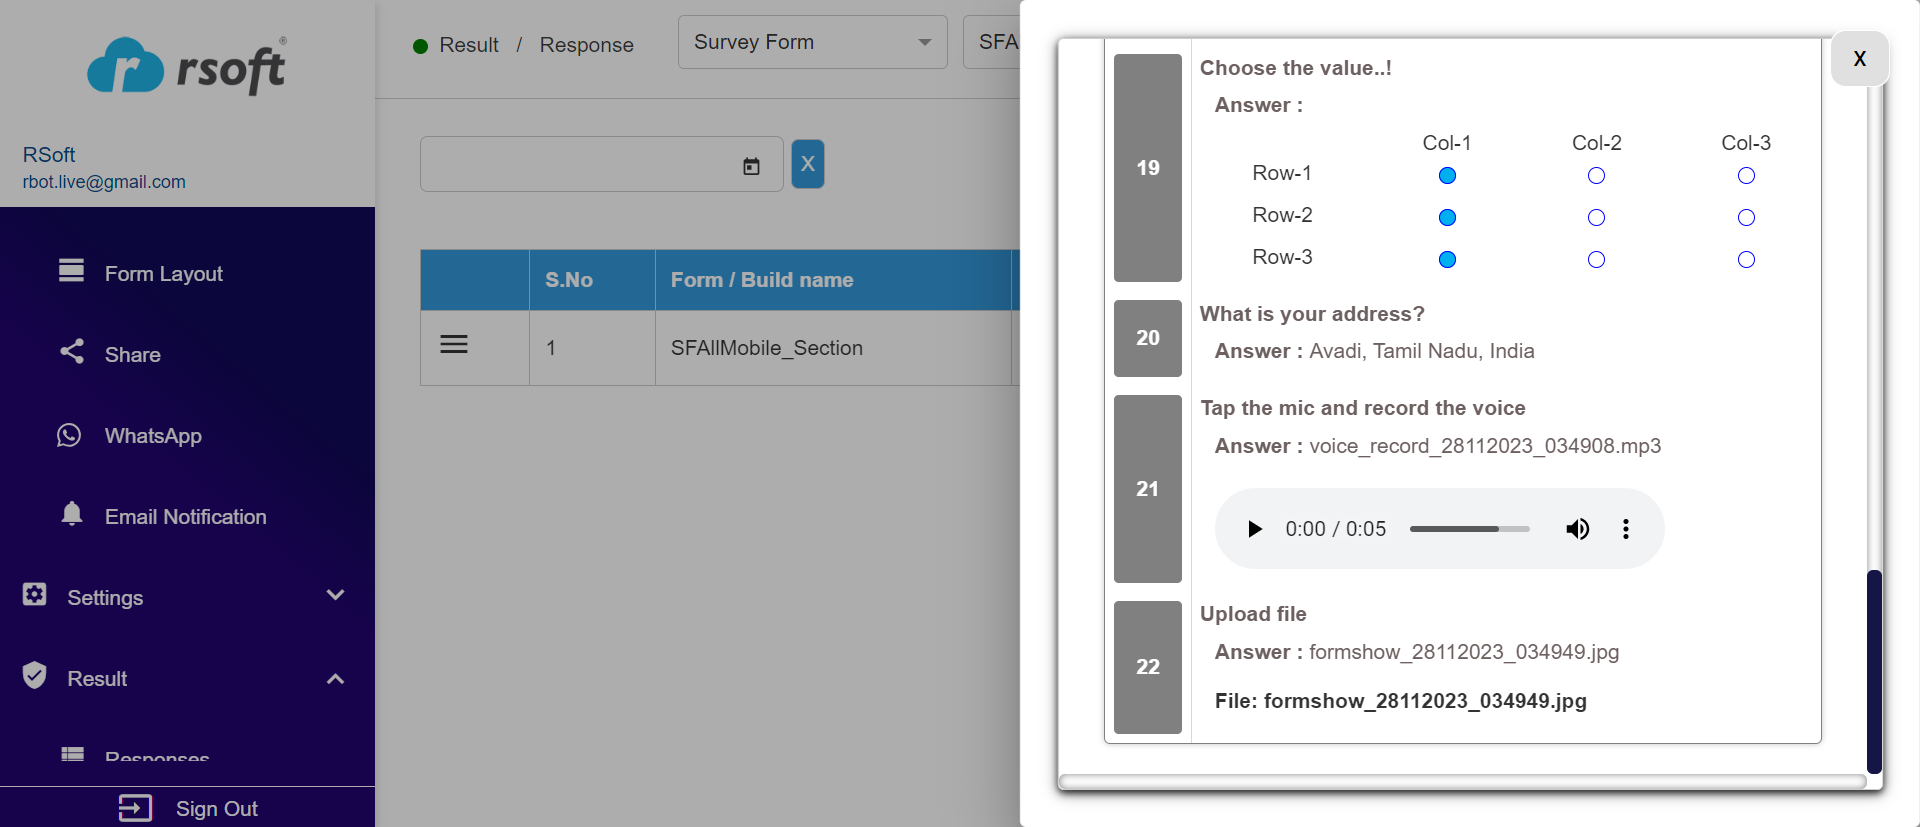 rsoft®
RSoft
rbot.live@gmail.com
Form Layout
Share
WhatsApp
Email Notification
Settings
Result
Responses
Sign Out
Result / Response
Survey Form
SFA
X
S.No
Form / Build name
1
SFAllMobile_Section
X
19
Choose the value..!
Answer :
Col-1 Col-2 Col-3
Row-1
Row-2
Row-3
20
What is your address?
Answer : Avadi, Tamil Nadu, India
21
Tap the mic and record the voice
Answer : voice_record_28112023_034908.mp3
0:00 / 0:05
22
Upload file
Answer : formshow_28112023_034949.jpg
File: formshow_28112023_034949.jpg